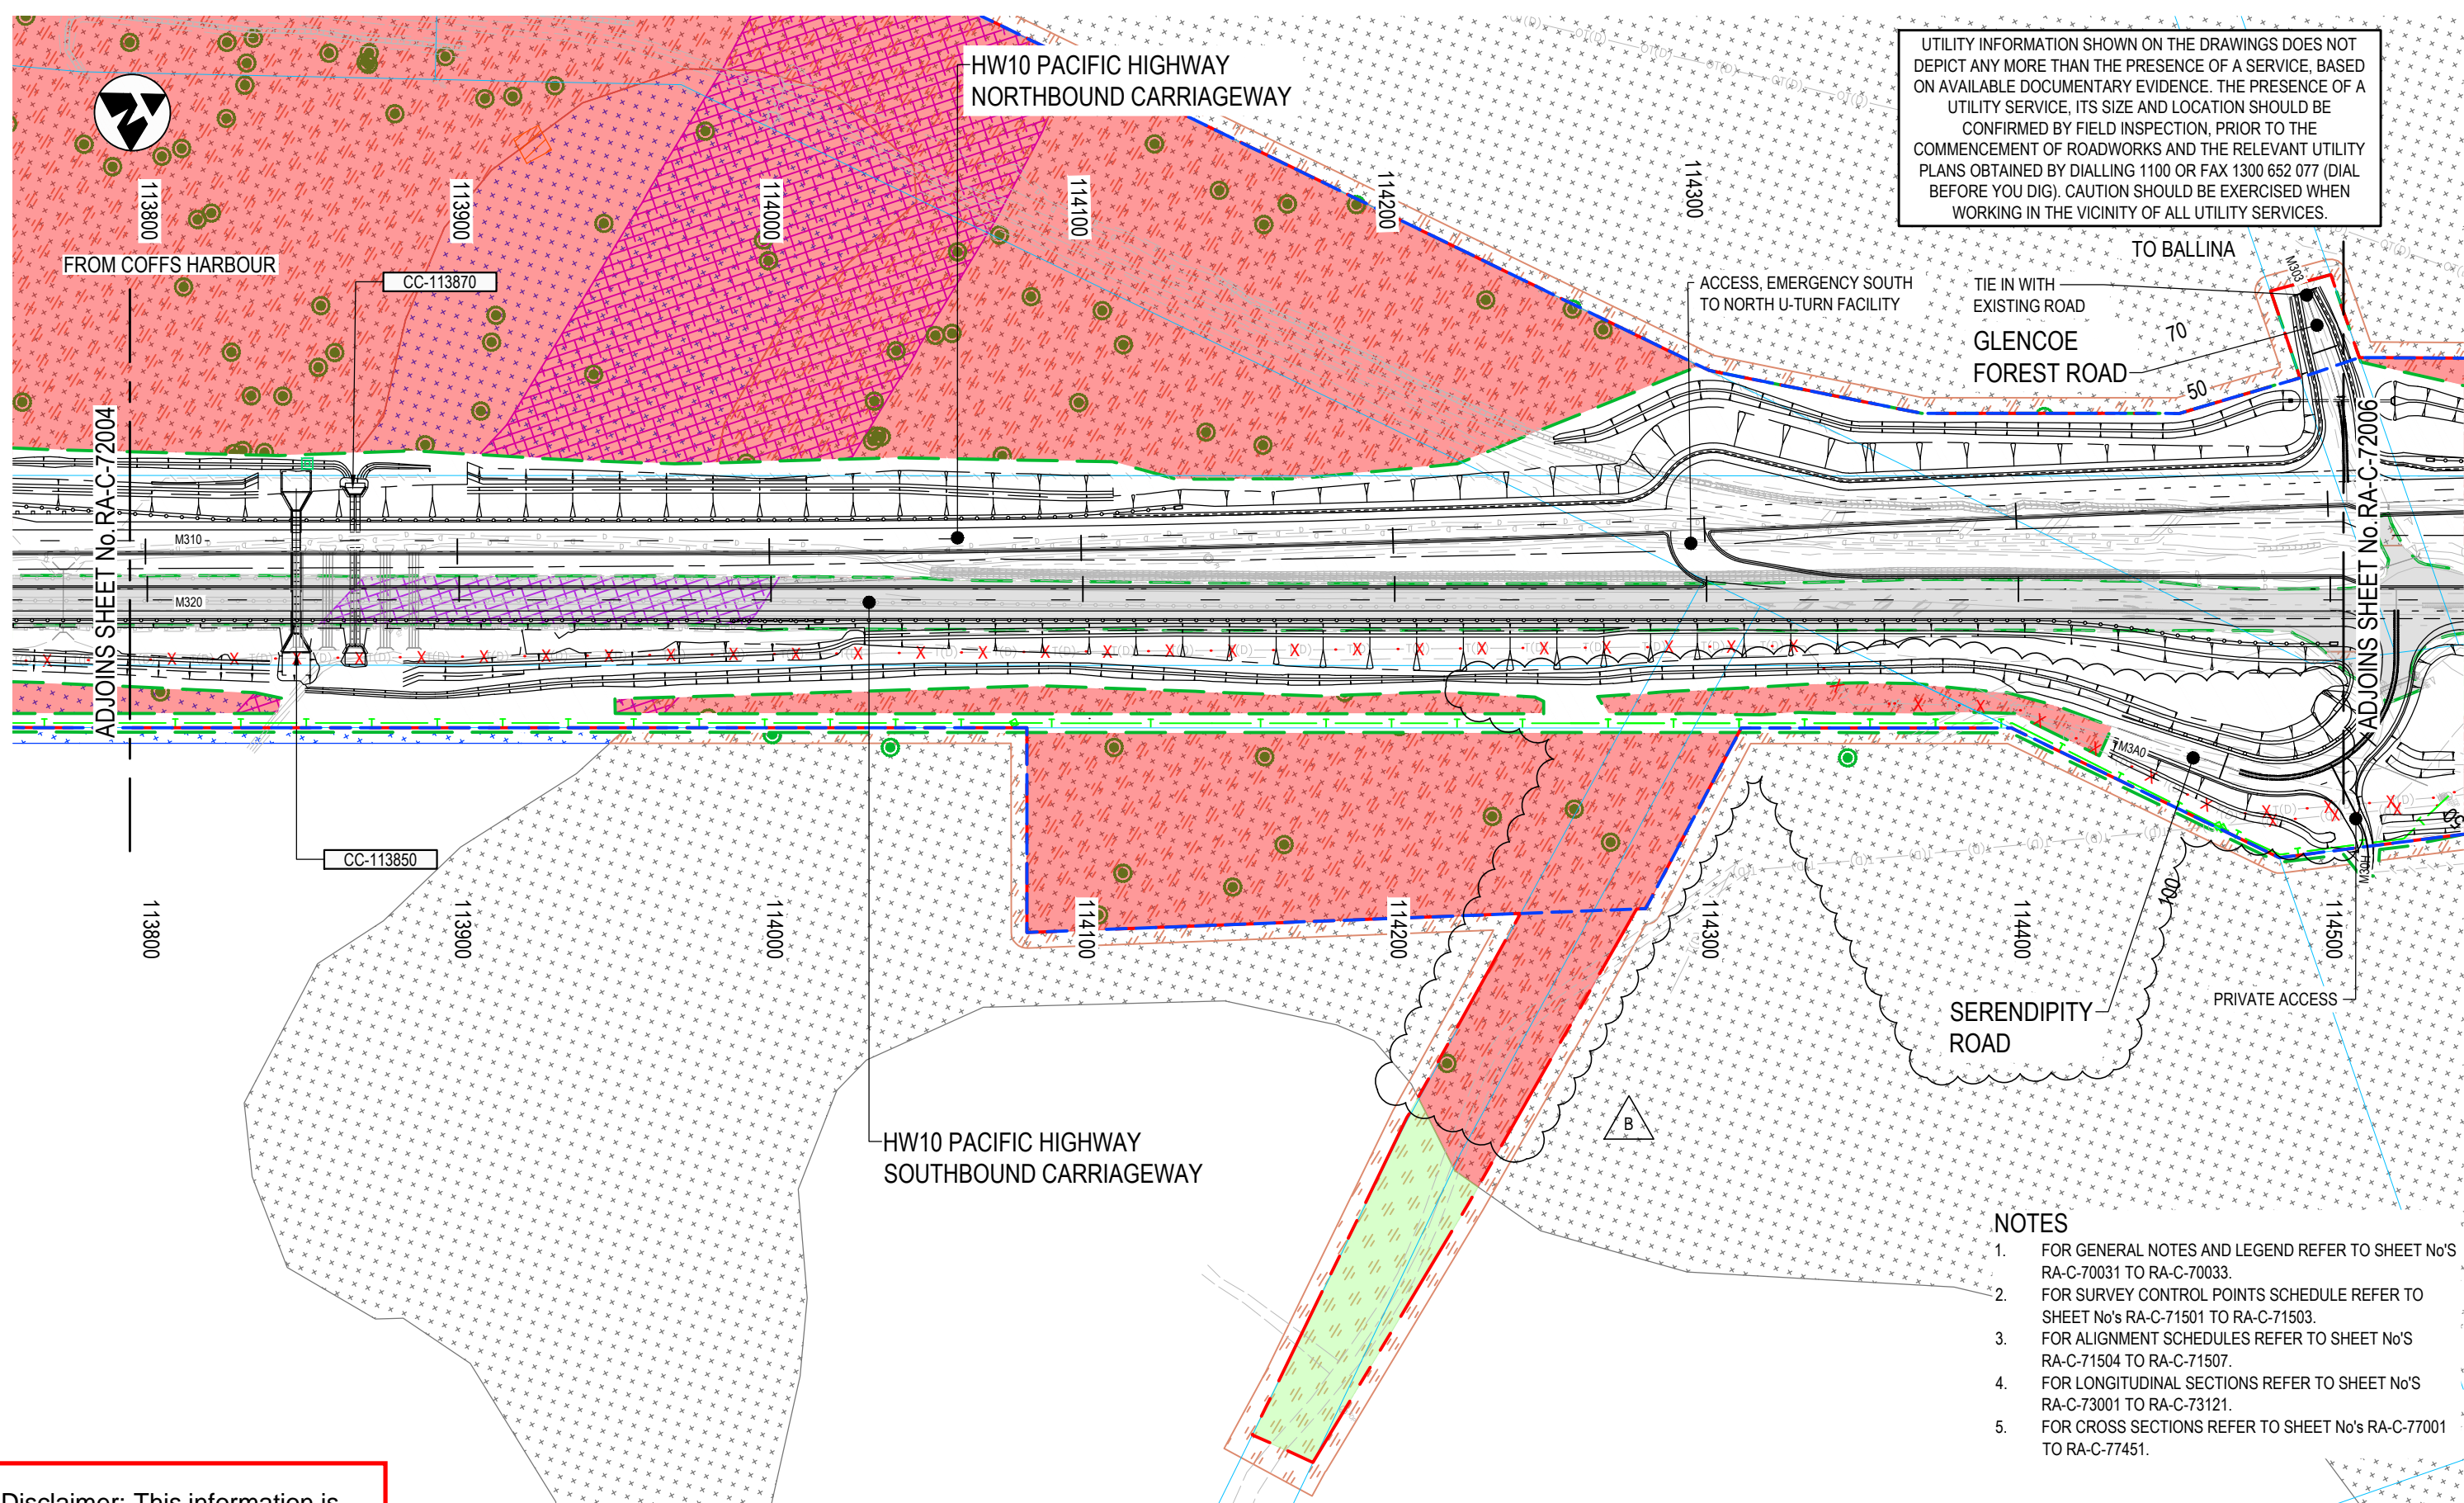 UTILITY INFORMATION SHOWN ON THE DRAWINGS DOES NOT
DEPICT ANY MORE THAN THE PRESENCE OF A SERVICE, BASED
ON AVAILABLE DOCUMENTARY EVIDENCE. THE PRESENCE OF A
UTILITY SERVICE, ITS SIZE AND LOCATION SHOULD BE
CONFIRMED BY FIELD INSPECTION, PRIOR TO THE
COMMENCEMENT OF ROADWORKS AND THE RELEVANT UTILITY
PLANS OBTAINED BY DIALLING 1100 OR FAX 1300 652 077 (DIAL
BEFORE YOU DIG). CAUTION SHOULD BE EXERCISED WHEN
WORKING IN THE VICINITY OF ALL UTILITY SERVICES.
HW10 PACIFIC HIGHWAY
NORTHBOUND CARRIAGEWAY
113800
113900
114000
114100
114200
114300
FROM COFFS HARBOUR
TO BALLINA
CC-113870
ACCESS, EMERGENCY SOUTH
TO NORTH U-TURN FACILITY
TIE IN WITH
EXISTING ROAD
M303
GLENCOE
FOREST ROAD
70
50
ADJOINS SHEET No.RA-C-72004
ADJOINS SHEET No.RA-C-72006
M310
M320
M3A0
M30H
50
CC-113850
113800
113900
114000
114100
114200
114300
114400
114500
100
SERENDIPITY
ROAD
PRIVATE ACCESS
B
HW10 PACIFIC HIGHWAY
SOUTHBOUND CARRIAGEWAY
NOTES
1. FOR GENERAL NOTES AND LEGEND REFER TO SHEET No'S
RA-C-70031 TO RA-C-70033.
2. FOR SURVEY CONTROL POINTS SCHEDULE REFER TO
SHEET No's RA-C-71501 TO RA-C-71503.
3. FOR ALIGNMENT SCHEDULES REFER TO SHEET No'S
RA-C-71504 TO RA-C-71507.
4. FOR LONGITUDINAL SECTIONS REFER TO SHEET No'S
RA-C-73001 TO RA-C-73121.
5. FOR CROSS SECTIONS REFER TO SHEET No's RA-C-77001
TO RA-C-77451.
Disclaimer: This information is